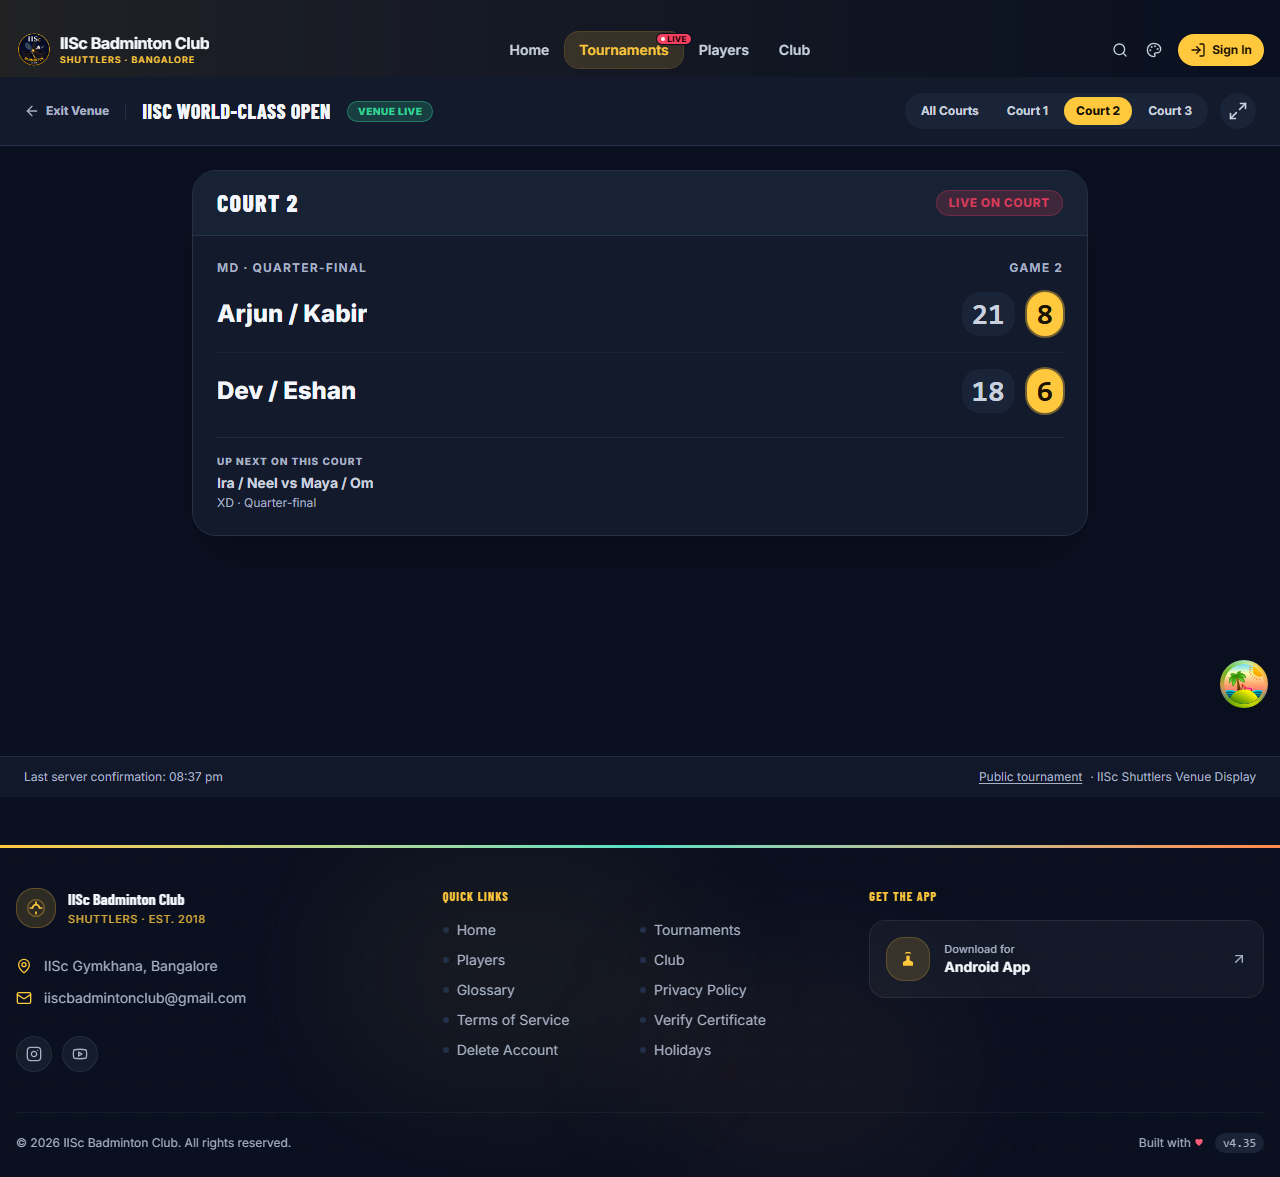 IISc Badminton Club
SHUTTLERS · BANGALORE
Home
Tournaments
LIVE
Players
Club
Sign In
Exit Venue
IISC WORLD-CLASS OPEN
VENUE LIVE
All Courts
Court 1
Court 2
Court 3
COURT 2
LIVE ON COURT
MD · QUARTER-FINAL
GAME 2
Arjun / Kabir
21
8
Dev / Eshan
18
6
UP NEXT ON THIS COURT
Ira / Neel vs Maya / Om
XD · Quarter-final
Last server confirmation: 08:37 pm
Public tournament · IISc Shuttlers Venue Display
IISc Badminton Club
SHUTTLERS · EST. 2018
IISc Gymkhana, Bangalore
iiscbadmintonclub@gmail.com
QUICK LINKS
Home
Tournaments
Players
Club
Glossary
Privacy Policy
Terms of Service
Verify Certificate
Delete Account
Holidays
GET THE APP
Download for
Android App
© 2026 IISc Badminton Club. All rights reserved.
Built with ♥
v4.35